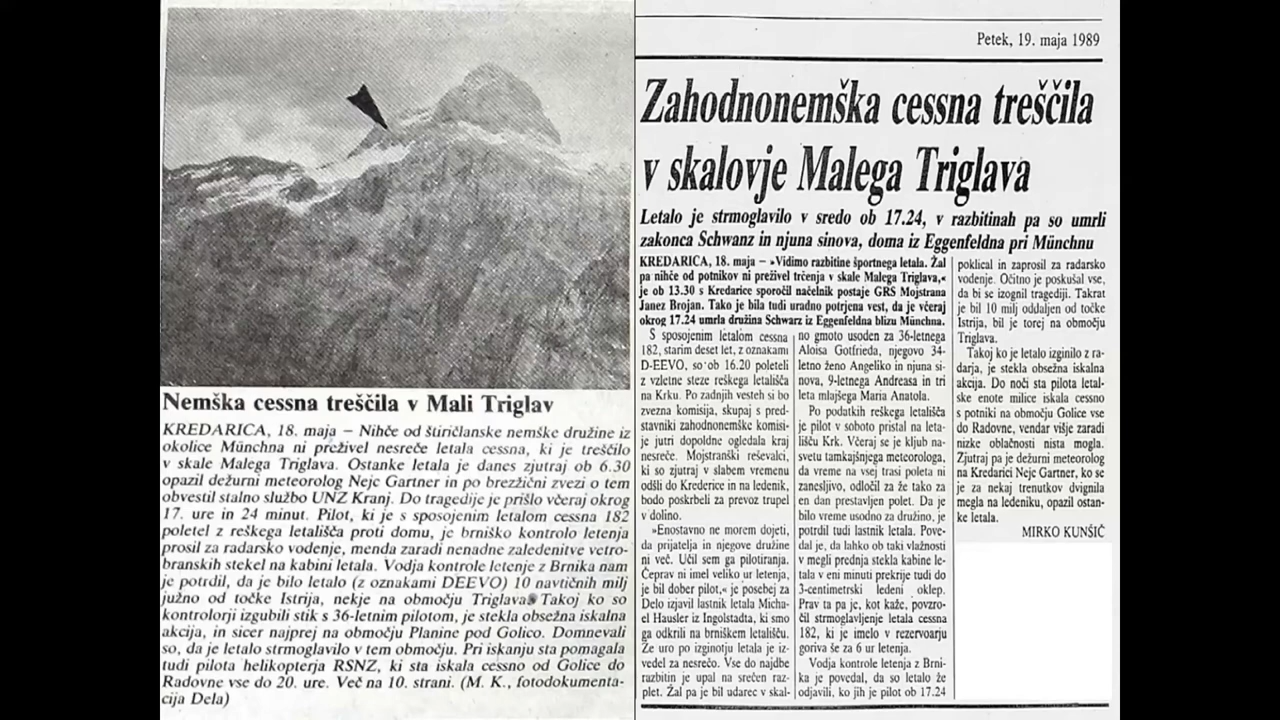 Nemška cessna treščila v Mali Triglav
KREDARICA, 18. maja – Nihče od štiričlanske nemške družine iz
okolice Münchna ni preživel nesreče letala cessna, ki je treščilo
v skale Malega Triglava. Ostanke letala je danes zjutraj ob 6.30
opazil dežurni meteorolog Nejc Gartner in po brezžični zvezi o tem
obvestil stalno službo UNZ Kranj. Do tragedije je prišlo včeraj okrog
17. ure in 24 minut. Pilot, ki je s sposojenim letalom cessna 182
poletel z reškega letališča proti domu, je brniško kontrolo letenja
prosil za radarsko vodenje, menda zaradi nenadne zaledenitve vetro-
branskih stekel na kabini letala. Vodja kontrole letenje z Brnika nam
je potrdil, da je bilo letalo (z oznakami DEEVO) 10 navtičnih milj
južno od točke Istrija, nekje na območju Triglava. Takoj ko so
kontrolorji izgubili stik s 36-letnim pilotom, je stekla obsežna iskalna
akcija, in sicer najprej na območju Planine pod Golico. Domnevali
so, da je letalo strmoglavilo v tem območju. Pri iskanju sta pomagala
tudi pilota helikopterja RSNZ, ki sta iskala cessno od Golice do
Radovne vse do 20. ure. Več na 10. strani. (M. K., fotodokumenta-
cija Dela)
Petek, 19. maja 1989
Zahodnonemška cessna treščila
v skalovje Malega Triglava
Letalo je strmoglavilo v sredo ob 17.24, v razbitinah pa so umrli
zakonca Schwanz in njuna sinova, doma iz Eggenfeldna pri Münchnu
KREDARICA, 18. maja – »Vidimo razbitine športnega letala. Žal
pa nihče od potnikov ni preživel trčenja v skale Malega Triglava,«
je ob 13.30 s Kredarice sporočil načelnik postaje GRS Mojstrana
Janez Brojan. Tako je bila tudi uradno potrjena vest, da je včeraj
okrog 17.24 umrla družina Schwarz iz Eggenfeldna blizu Münchna.
S sposojenim letalom cessna
182, starim deset let, z oznakami
D-EEVO, so ob 16.20 poleteli
z vzletne steze reškega letališča
na Krku. Po zadnjih vesteh si bo
zvezna komisija, skupaj s pred-
stavniki zahodnonemške komisi-
je jutri dopoldne ogledala kraj
nesreče. Mojstranški reševalci,
ki so zjutraj v slabem vremenu
odšli do Krederice in na ledenik,
bodo poskrbeli za prevoz trupel
v dolino.
»Enostavno ne morem dojeti,
da prijatelja in njegove družine
ni več. Učil sem ga pilotiranja.
Čeprav ni imel veliko ur letenja,
je bil dober pilot,« je posebej za
Delo izjavil lastnik letala Micha-
el Hausler iz Ingolstadta, ki smo
ga odkrili na brniškem letališču.
Že uro po izginotju letala je iz-
vedel za nesrečo. Vse do najdbe
razbitin je upal na srečen raz-
plet. Žal pa je bil udarec v skal-
no gmoto usoden za 36-letnega
Aloisa Gotfrieda, njegovo 34-
letno ženo Angeliko in njuna si-
nova, 9-letnega Andreasa in tri
leta mlajšega Maria Anatola.
Po podatkih reškega letališča
je pilot v soboto pristal na leta-
lišču Krk. Včeraj se je kljub na-
svetu tamkajšnjega meteorologa,
da vreme na vsej trasi poleta ni
zanesljivo, odločil za že tako za
en dan prestavljen polet. Da je
bilo vreme usodno za družino, je
potrdil tudi lastnik letala. Pove-
dal je, da lahko ob taki vlažnosti
v megli prednja stekla kabine le-
tala v eni minuti prekrije tudi do
3-centimetrski ledeni oklep.
Prav ta pa je, kot kaže, povzro-
čil strmoglavljenje letala cessna
182, ki je imelo v rezervoarju
goriva še za 6 ur letenja.
Vodja kontrole letenja z Brni-
ka je povedal, da so letalo že
odjavili, ko jih je pilot ob 17.24
poklical in zaprosil za radarsko
vodenje. Očitno je poskušal vse,
da bi se izognil tragediji. Takrat
je bil 10 milj oddaljen od točke
Istrija, bil je torej na območju
Triglava.
Takoj ko je letalo izginilo z ra-
darja, je stekla obsežna iskalna
akcija. Do noči sta pilota letal-
ske enote milice iskala cessno
s potniki na območju Golice vse
do Radovne, vendar višje zaradi
nizke oblačnosti nista mogla.
Zjutraj pa je dežurni meteorolog
na Kredarici Nejc Gartner, ko se
je za nekaj trenutkov dvignila
megla na ledeniku, opazil ostan-
ke letala.
MIRKO KUNŠIČ